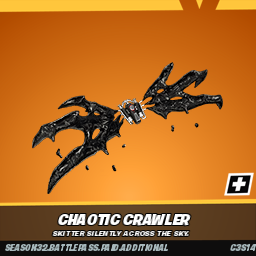 CHAOTIC CRAWLER
SKITTER SILENTLY ACROSS THE SKY.
SEASON32.BATTLEPASS.PAID.ADDITIONAL
C3S14